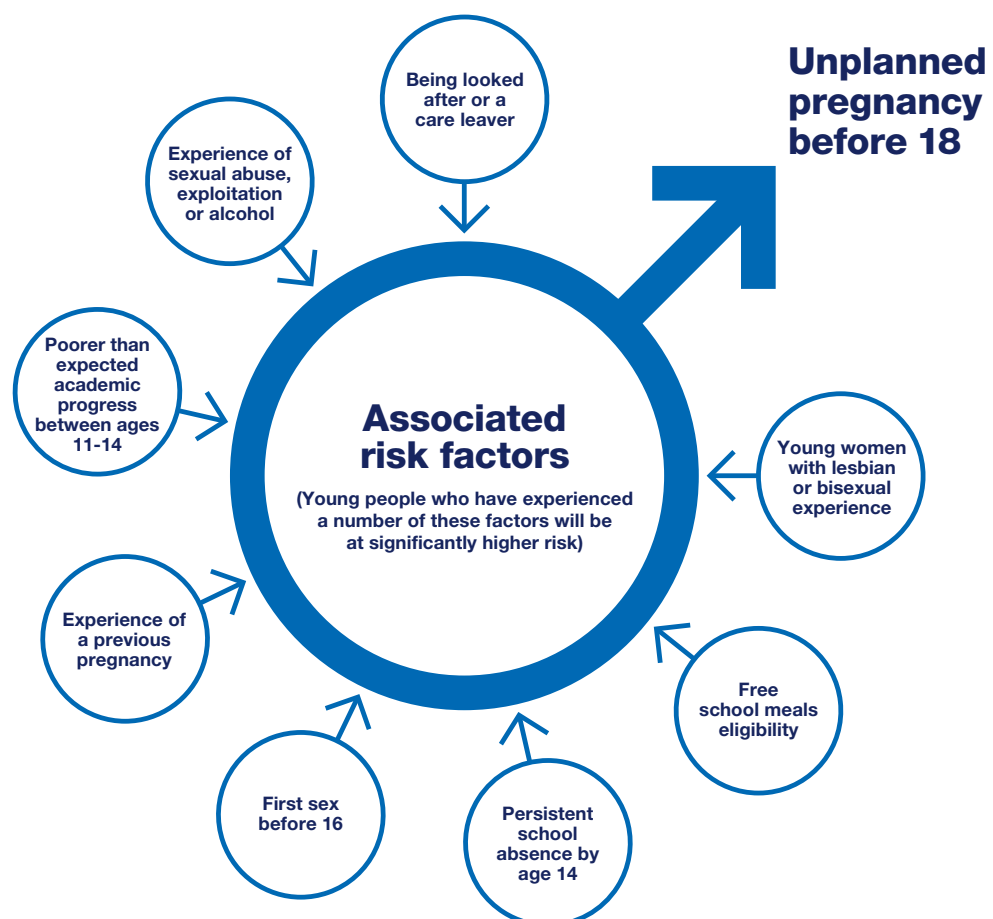 Unplanned
pregnancy
before 18
Being looked
after or a
care leaver
Experience of
sexual abuse,
exploitation
or alcohol
Poorer than
expected
academic
progress
between ages
11-14
Associated
risk factors
(Young people who have experienced
a number of these factors will be
at significantly higher risk)
Young women
with lesbian
or bisexual
experience
Experience of
a previous
pregnancy
Free
school meals
eligibility
First sex
before 16
Persistent
school
absence by
age 14